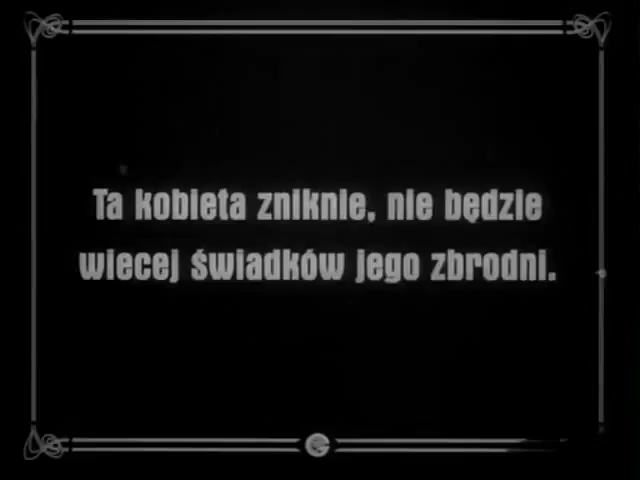 Ta kobieta zniknie, nie będzie
wiecej świadków jego zbrodni.